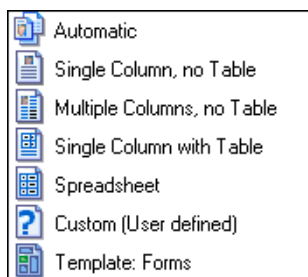 Automatic
Single Column, no Table
Multiple Columns, no Table
Single Column with Table
Spreadsheet
Custom (User defined)
Template: Forms